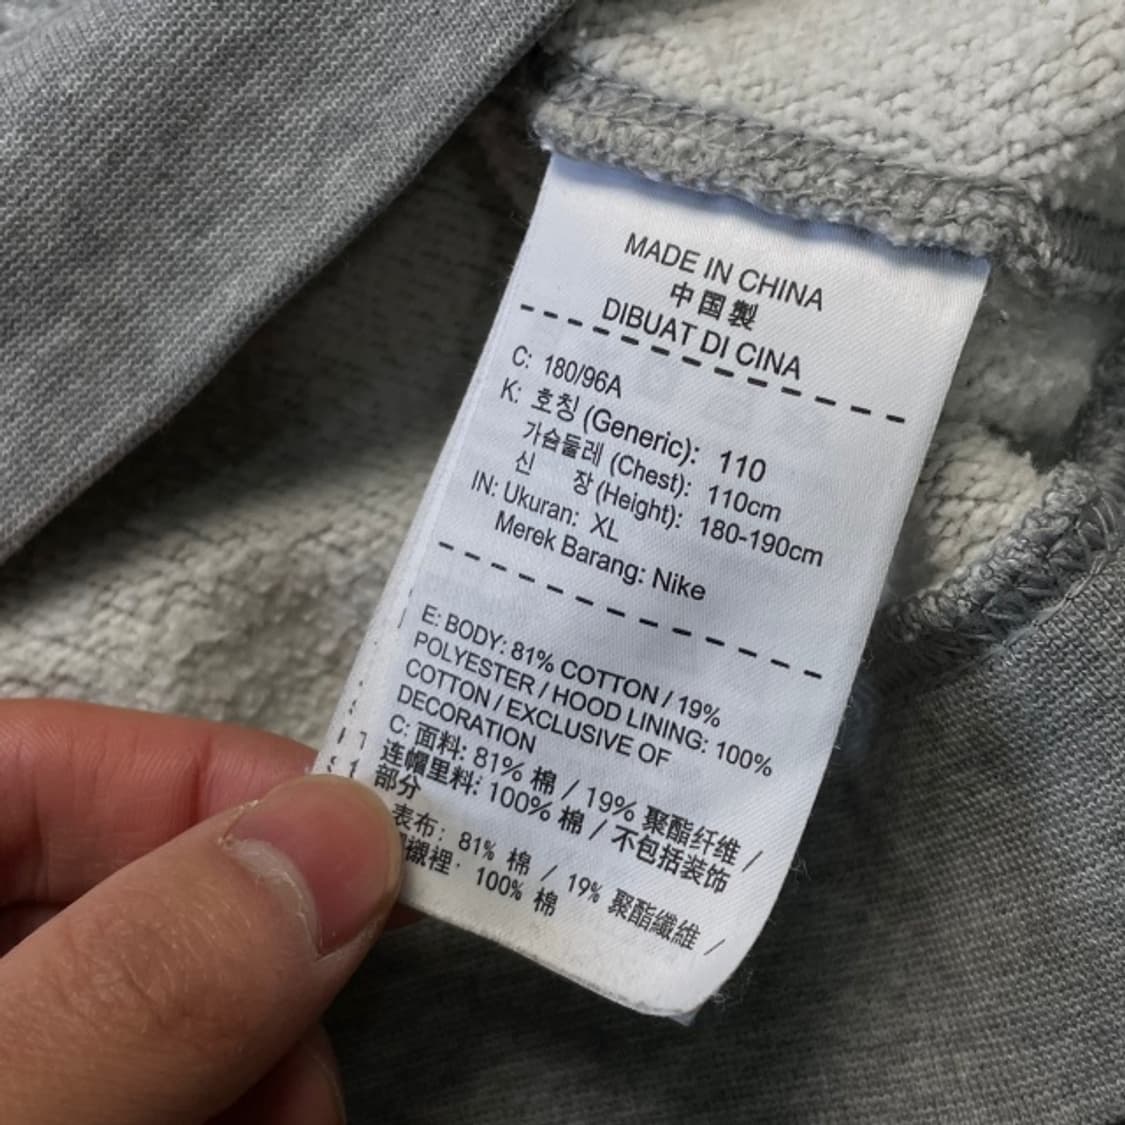 MADE IN CHINA
中国製
DIBUAT DI CINA
C: 180/96A
K: 호칭 (Generic): 110
가슴둘레 (Chest): 110cm
신 장 (Height): 180-190cm
IN: Ukuran: XL
Merek Barang: Nike
E: BODY: 81% COTTON / 19%
POLYESTER / HOOD LINING: 100%
COTTON / EXCLUSIVE OF
DECORATION
C: 面料: 81% 棉 / 19% 聚酯纤维 /
连帽里料: 100% 棉 / 不包括装饰
部分
表布: 81% 棉 / 19% 聚酯纖維 /
襯裡: 100% 棉